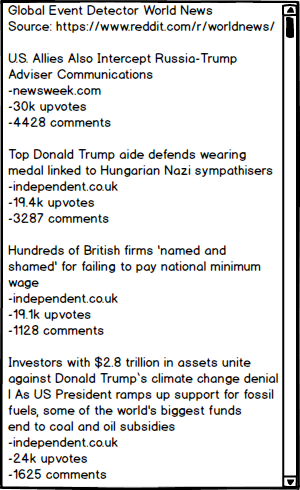 Global Event Detector World News
Source: https://www.reddit.com/r/worldnews/
U.S. Allies Also Intercept Russia-Trump
Adviser Communications
-newsweek.com
-30k upvotes
-4428 comments
Top Donald Trump aide defends wearing
medal linked to Hungarian Nazi sympathisers
-independent.co.uk
-19.4k upvotes
-3287 comments
Hundreds of British firms 'named and
shamed' for failing to pay national minimum
wage
-independent.co.uk
-19.1k upvotes
-1128 comments
Investors with $2.8 trillion in assets unite
against Donald Trump's climate change denial
| As US President ramps up support for fossil
fuels, some of the world's biggest funds
end to coal and oil subsidies
-independent.co.uk
-24k upvotes
-1625 comments